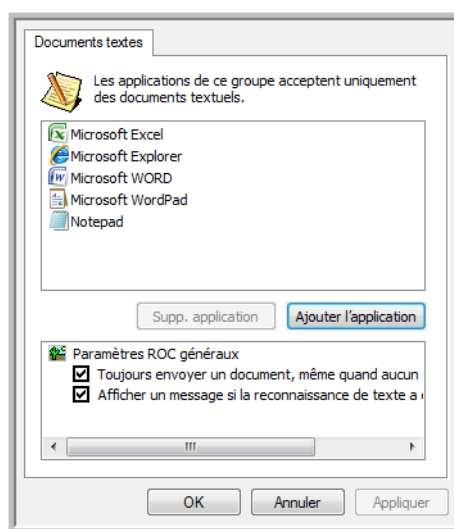 Documents textes
Les applications de ce groupe acceptent uniquement
des documents textuels.
Microsoft Excel
Microsoft Explorer
Microsoft WORD
Microsoft WordPad
Notepad
Supp. application
Ajouter l'application
Paramètres ROC généraux
Toujours envoyer un document, même quand aucun
Afficher un message si la reconnaissance de texte a
OK
Annuler
Appliquer